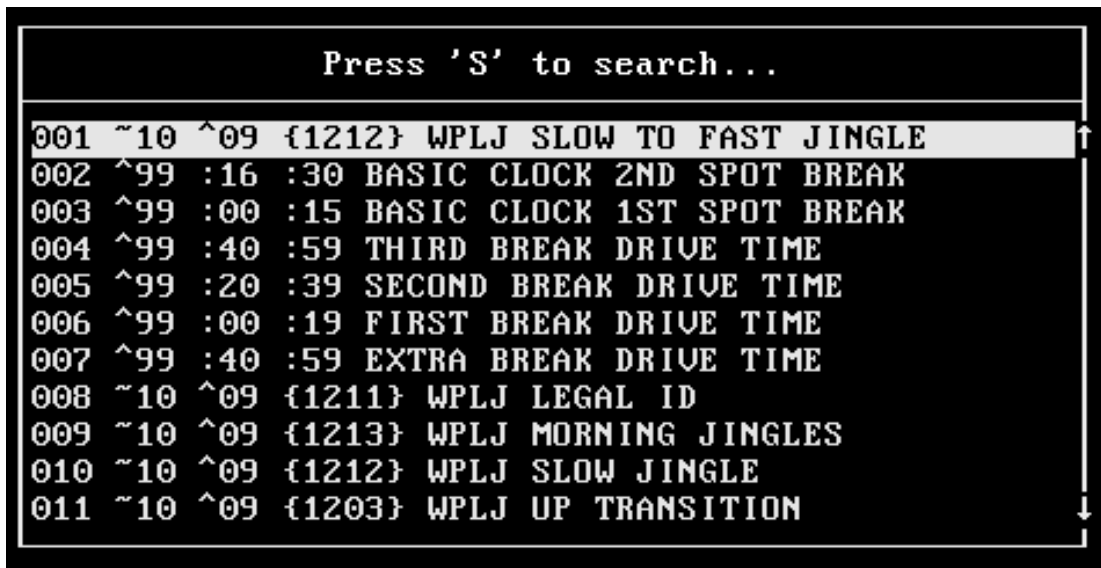 Press 'S' to search...
001 ~10 ^09 {1212} WPLJ SLOW TO FAST JINGLE
002 ^99 :16 :30 BASIC CLOCK 2ND SPOT BREAK
003 ^99 :00 :15 BASIC CLOCK 1ST SPOT BREAK
004 ^99 :40 :59 THIRD BREAK DRIVE TIME
005 ^99 :20 :39 SECOND BREAK DRIVE TIME
006 ^99 :00 :19 FIRST BREAK DRIVE TIME
007 ^99 :40 :59 EXTRA BREAK DRIVE TIME
008 ~10 ^09 {1211} WPLJ LEGAL ID
009 ~10 ^09 {1213} WPLJ MORNING JINGLES
010 ~10 ^09 {1212} WPLJ SLOW JINGLE
011 ~10 ^09 {1203} WPLJ UP TRANSITION